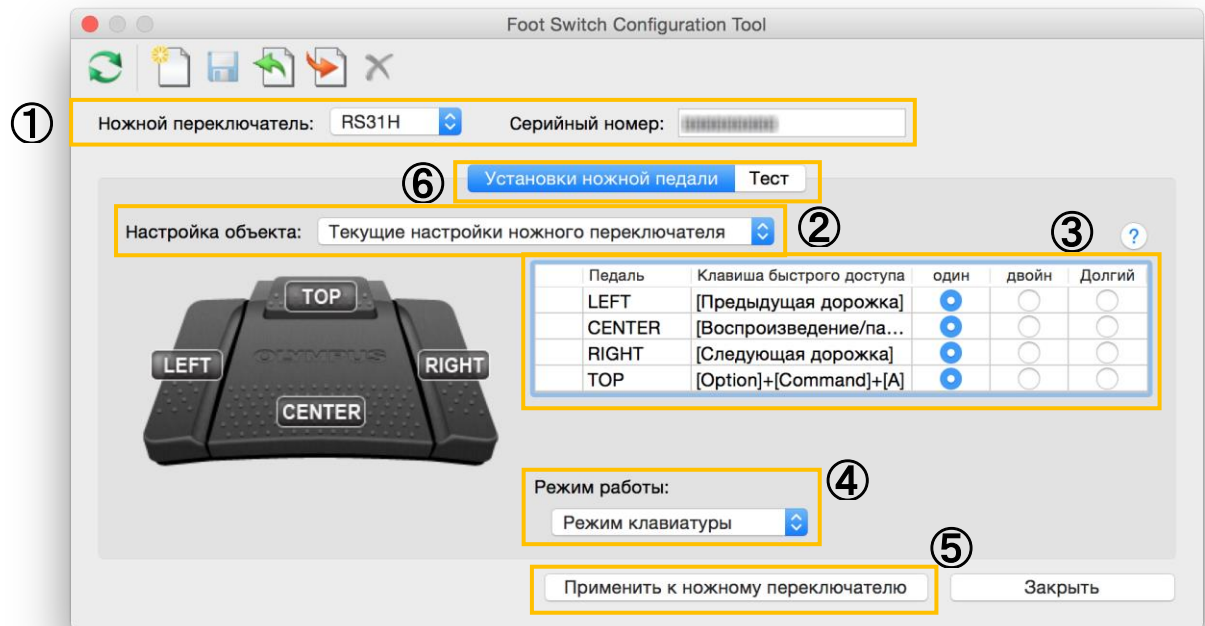 Foot Switch Configuration Tool
① Ножной переключатель: RS31H Серийный номер:
⑥ Установки ножной педали Тест
Настройка объекта: Текущие настройки ножного переключателя ② ③ ?
Педаль Клавиша быстрого доступа один двойн Долгий
LEFT [Предыдущая дорожка]
CENTER [Воспроизведение/па...
RIGHT [Следующая дорожка]
TOP [Option]+[Command]+[A]
TOP
OLYMPUS
LEFT RIGHT
CENTER
Режим работы: ④
Режим клавиатуры
⑤
Применить к ножному переключателю Закрыть